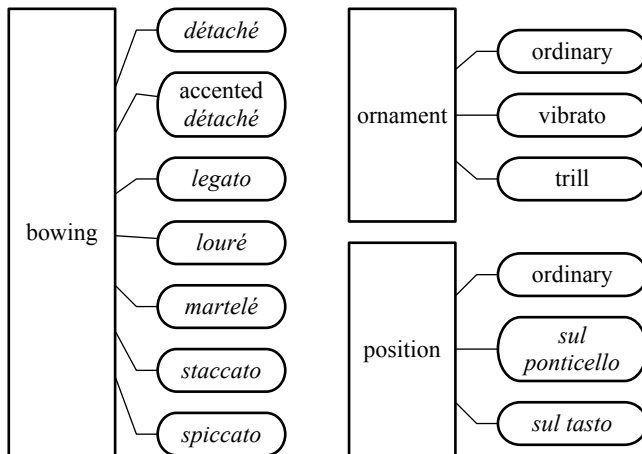 bowing
détaché
accented
détaché
legato
louré
martelé
staccato
spiccato
ornament
ordinary
vibrato
trill
position
ordinary
sul
ponticello
sul tasto